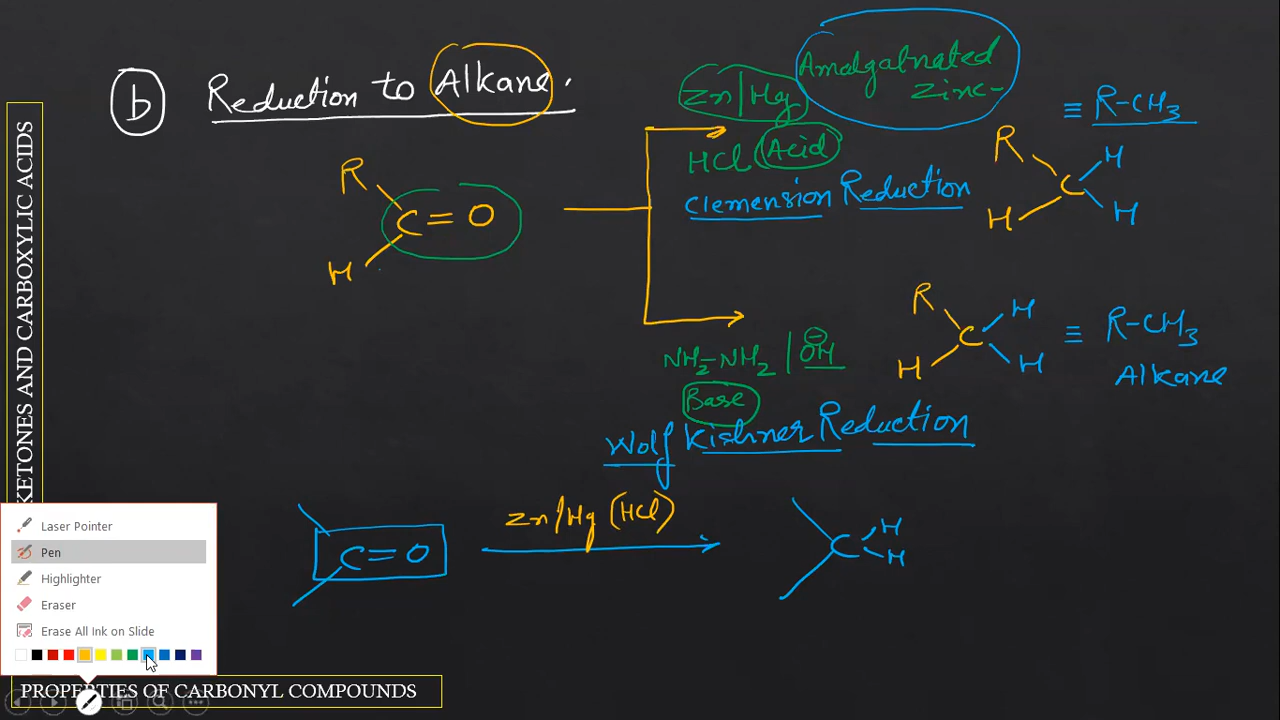 b Reduction to Alkane.
Zn|Hg
Amalgatnated
Zinc-
HCl (Acid)
Clemension Reduction
≡ R-CH3
R
C = O
H
R
H
C
H
H
NH2-NH2 | OH⊖
Base
Wolf Kishner Reduction
R
H
C
H
H
≡ R-CH3
Alkane
C=O
Zn/Hg (HCl)
C
H
H
KETONES AND CARBOXYLIC ACIDS
Laser Pointer
Pen
Highlighter
Eraser
Erase All Ink on Slide
PROPERTIES OF CARBONYL COMPOUNDS